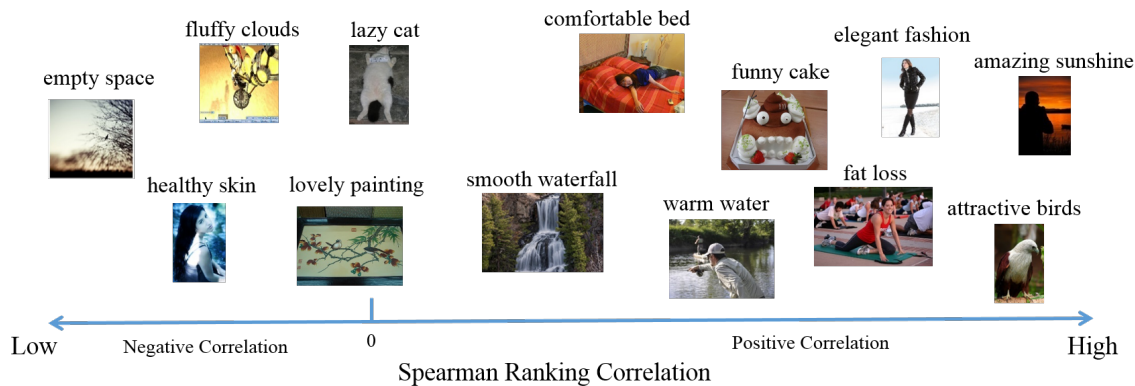 fluffy clouds
lazy cat
comfortable bed
elegant fashion
amazing sunshine
empty space
funny cake
healthy skin
lovely painting
smooth waterfall
warm water
fat loss
attractive birds
Low
Negative Correlation
0
Positive Correlation
High
Spearman Ranking Correlation